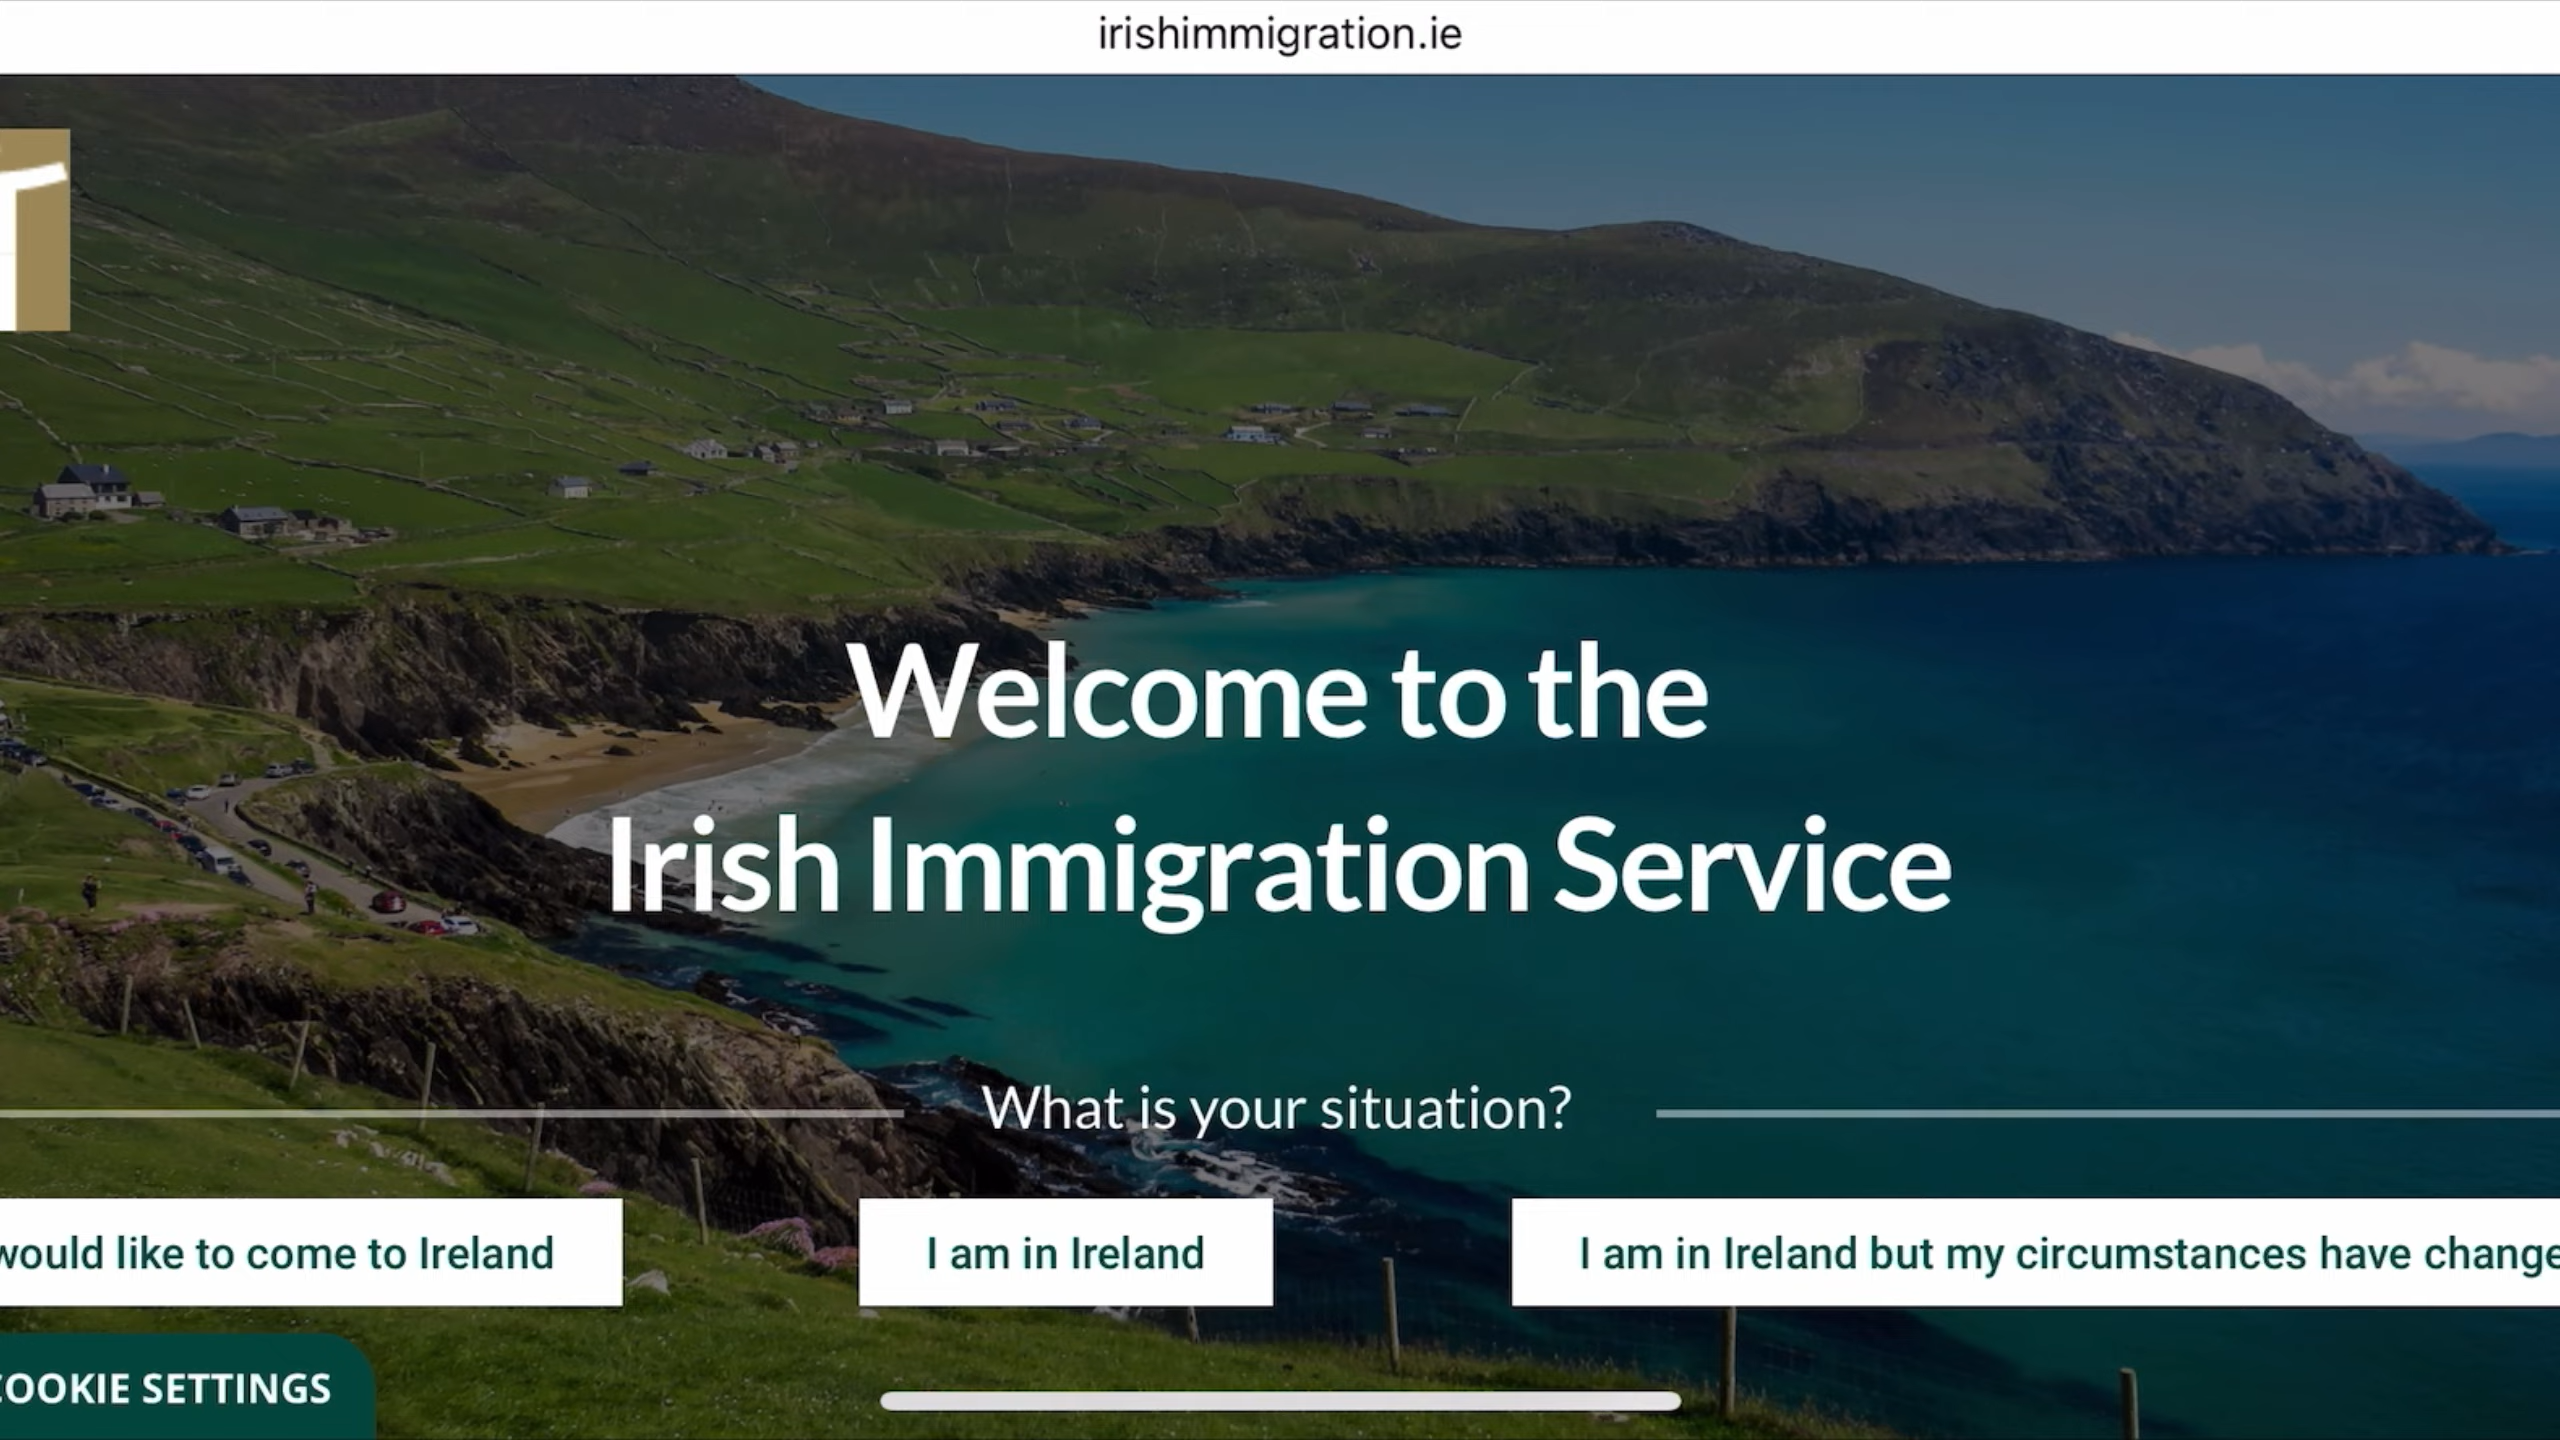 irishimmigration.ie
Welcome to the
Irish Immigration Service
What is your situation?
would like to come to Ireland
I am in Ireland
I am in Ireland but my circumstances have change
COOKIE SETTINGS